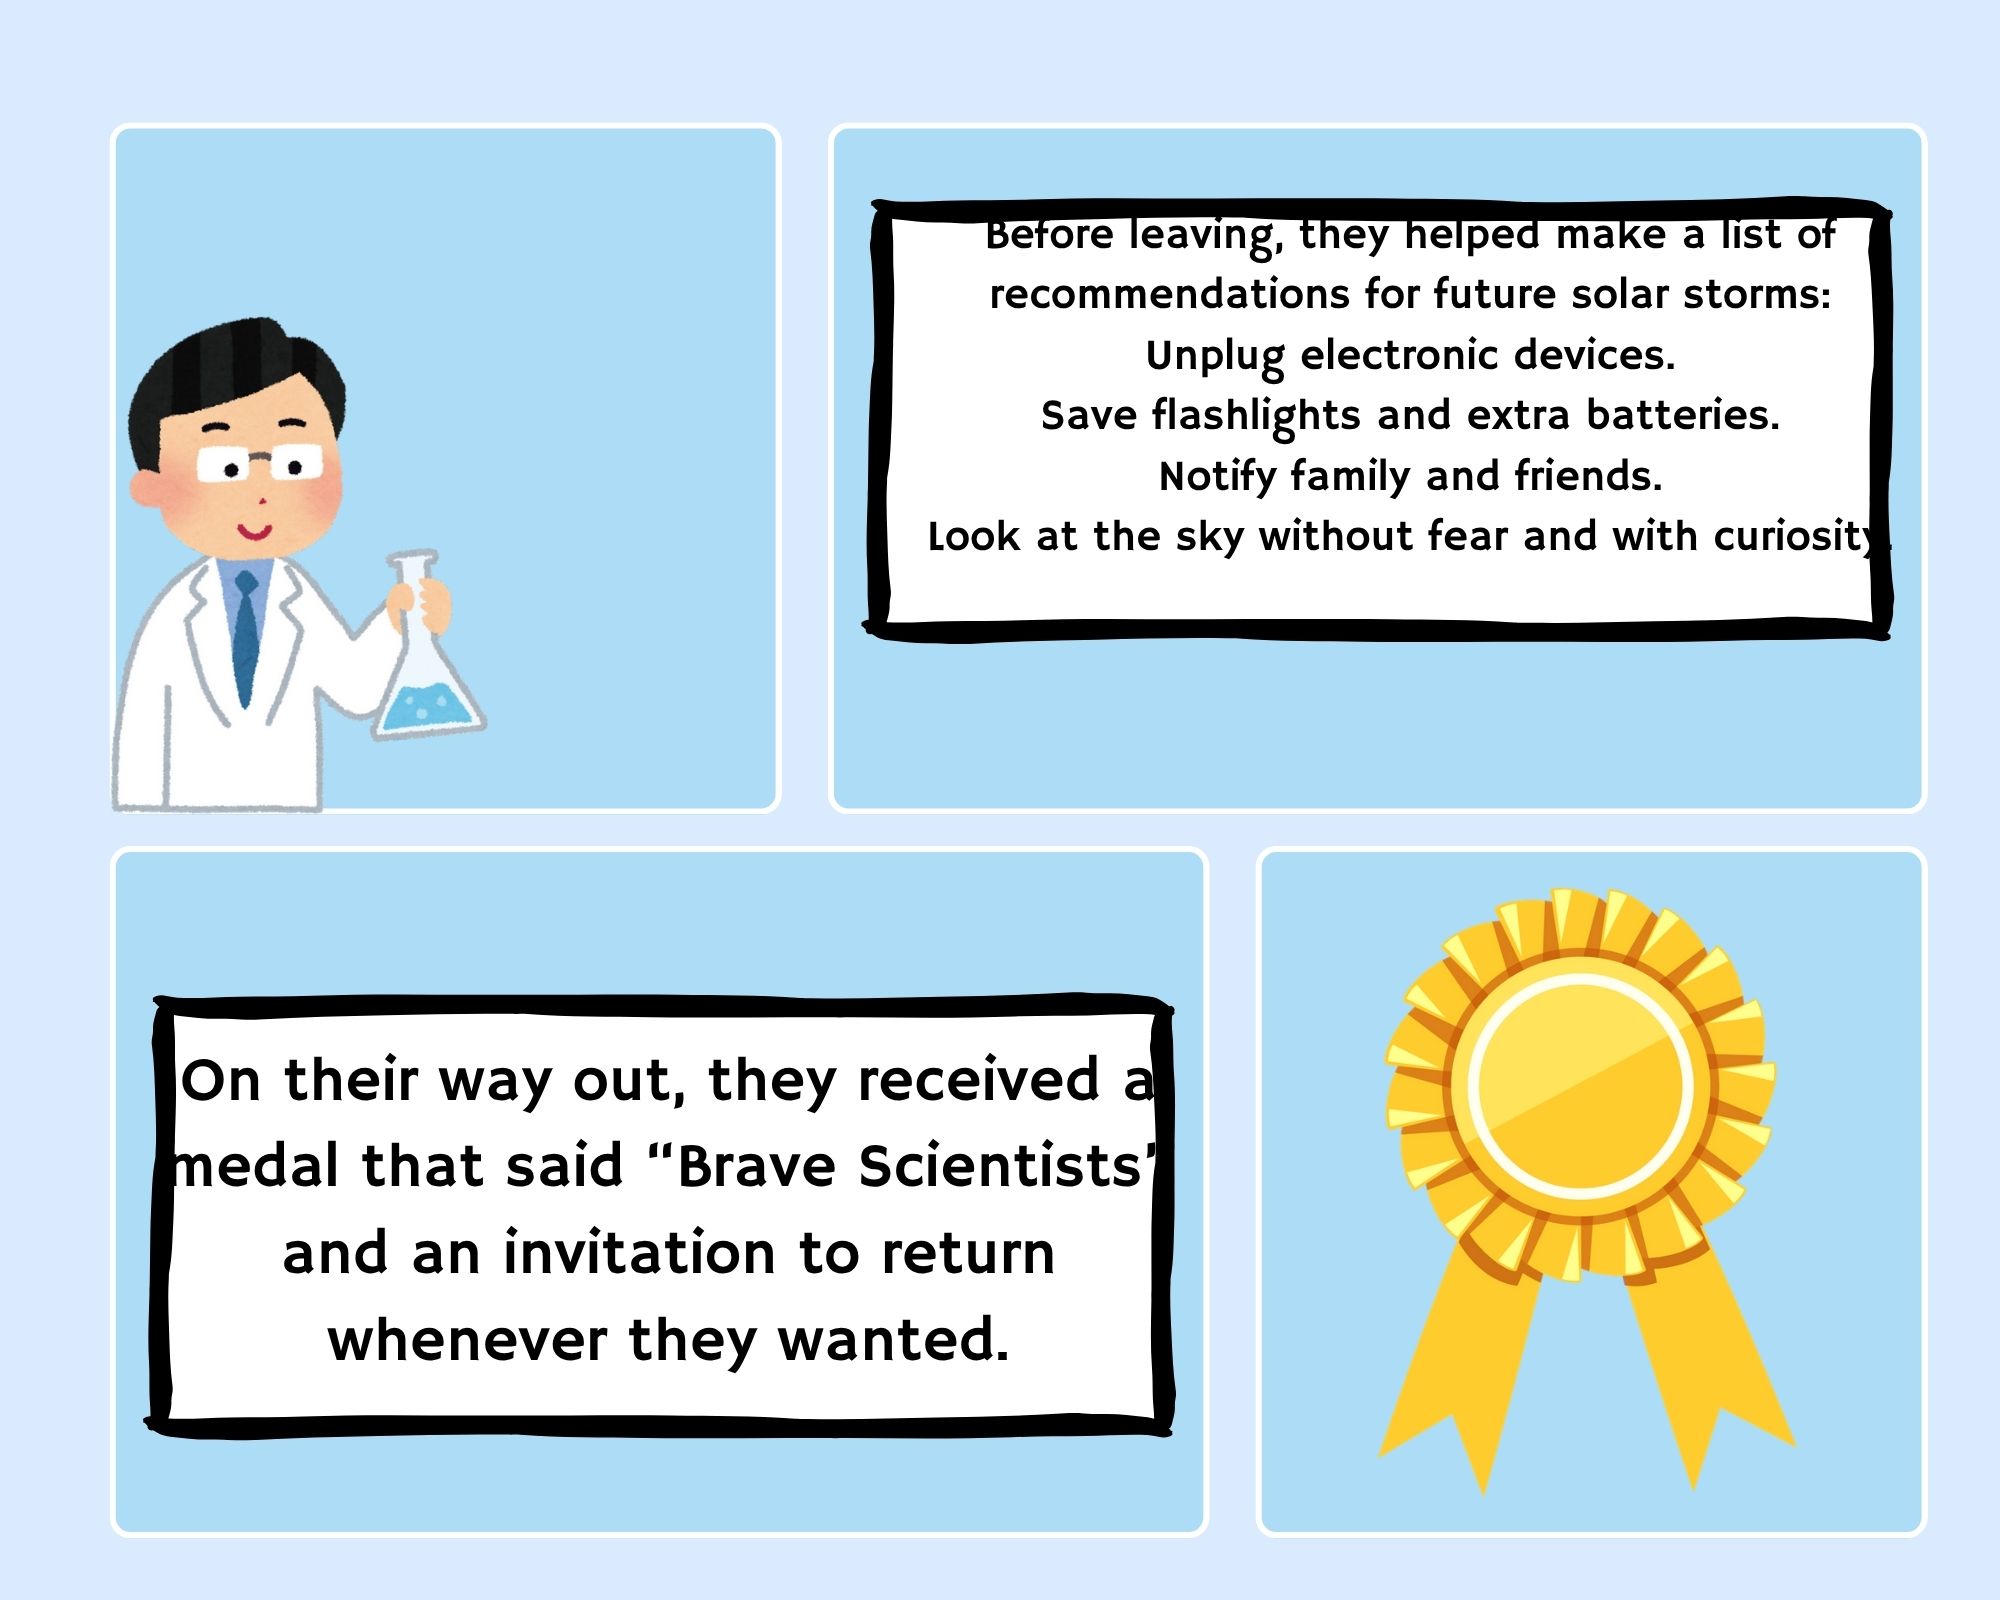 Before leaving, they helped make a list of
recommendations for future solar storms:
Unplug electronic devices.
Save flashlights and extra batteries.
Notify family and friends.
Look at the sky without fear and with curiosity.
On their way out, they received a
medal that said “Brave Scientists”
and an invitation to return
whenever they wanted.